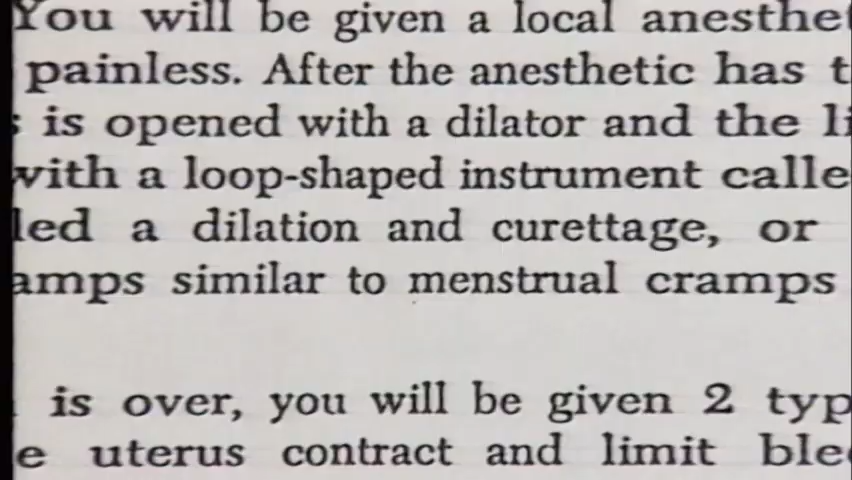 You will be given a local anesthe
painless. After the anesthetic has t
is opened with a dilator and the li
with a loop-shaped instrument calle
led a dilation and curettage, or
amps similar to menstrual cramps
is over, you will be given 2 typ
e uterus contract and limit blee